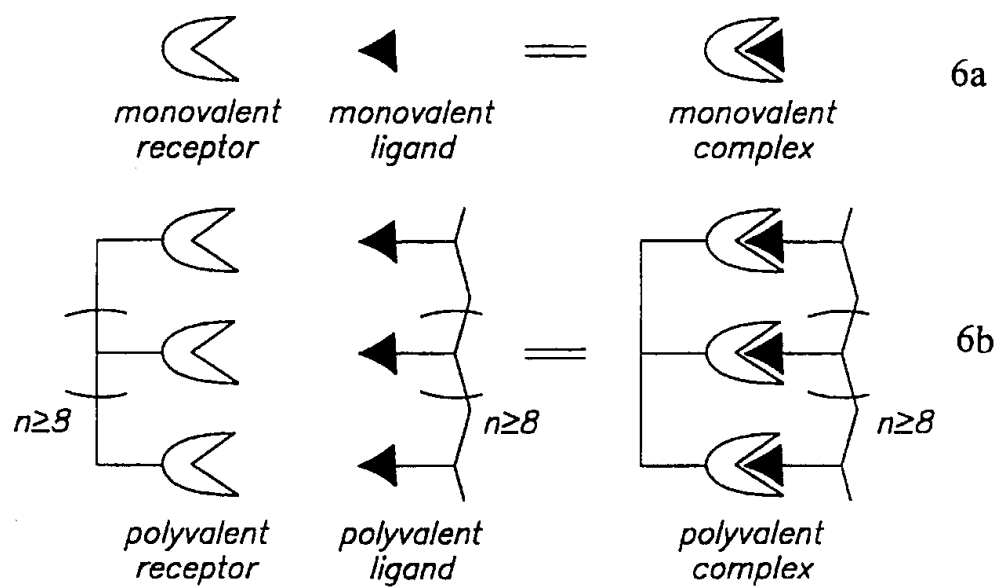 monovalent receptor
monovalent ligand
monovalent complex
6a
n≥8
n≥8
n≥8
6b
polyvalent receptor
polyvalent ligand
polyvalent complex